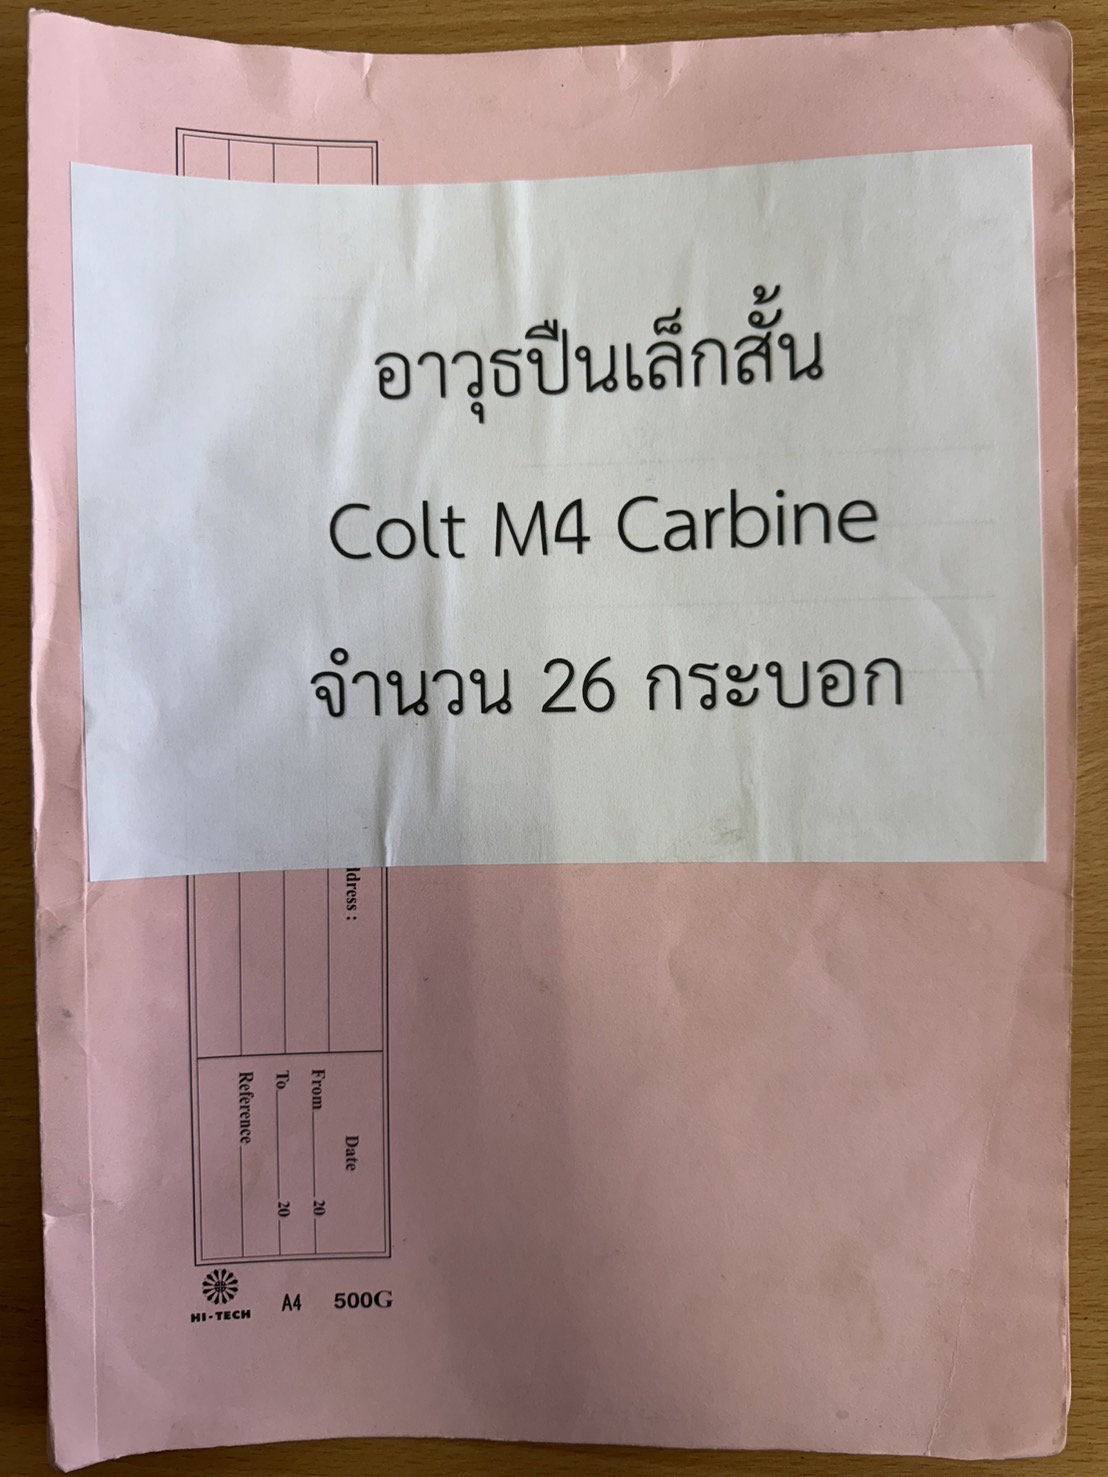 อาวุธปืนเล็กสั้น
Colt M4 Carbine
จำนวน 26 กระบอก
Date
From 20
To 20
Reference
HI-TECH A4 500G